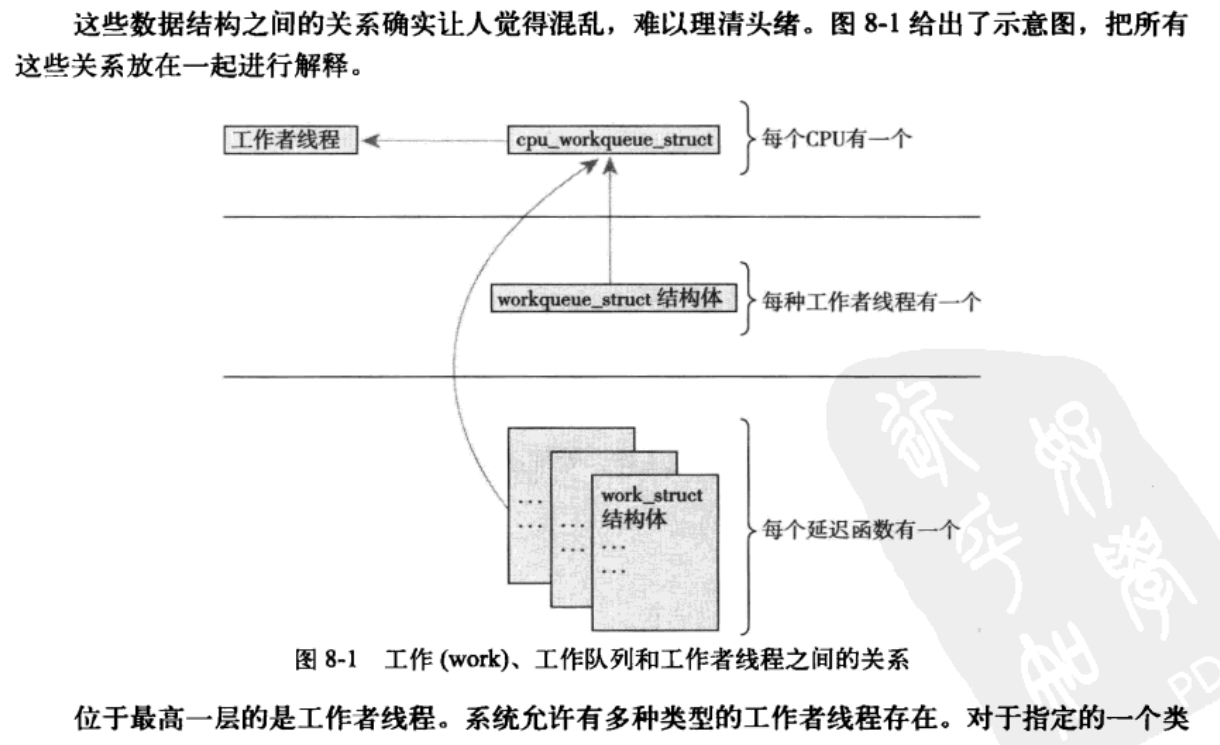 这些数据结构之间的关系确实让人觉得混乱，难以理清头绪。图 8-1 给出了示意图，把所有
这些关系放在一起进行解释。
工作者线程
cpu_workqueue_struct
每个CPU有一个
workqueue_struct 结构体
每种工作者线程有一个
work_struct
结构体
... ...
... ... ...
... ...
...
每个延迟函数有一个
图 8-1 工作 (work)、工作队列和工作者线程之间的关系
位于最高一层的是工作者线程。系统允许有多种类型的工作者线程存在。对于指定的一个类
PD